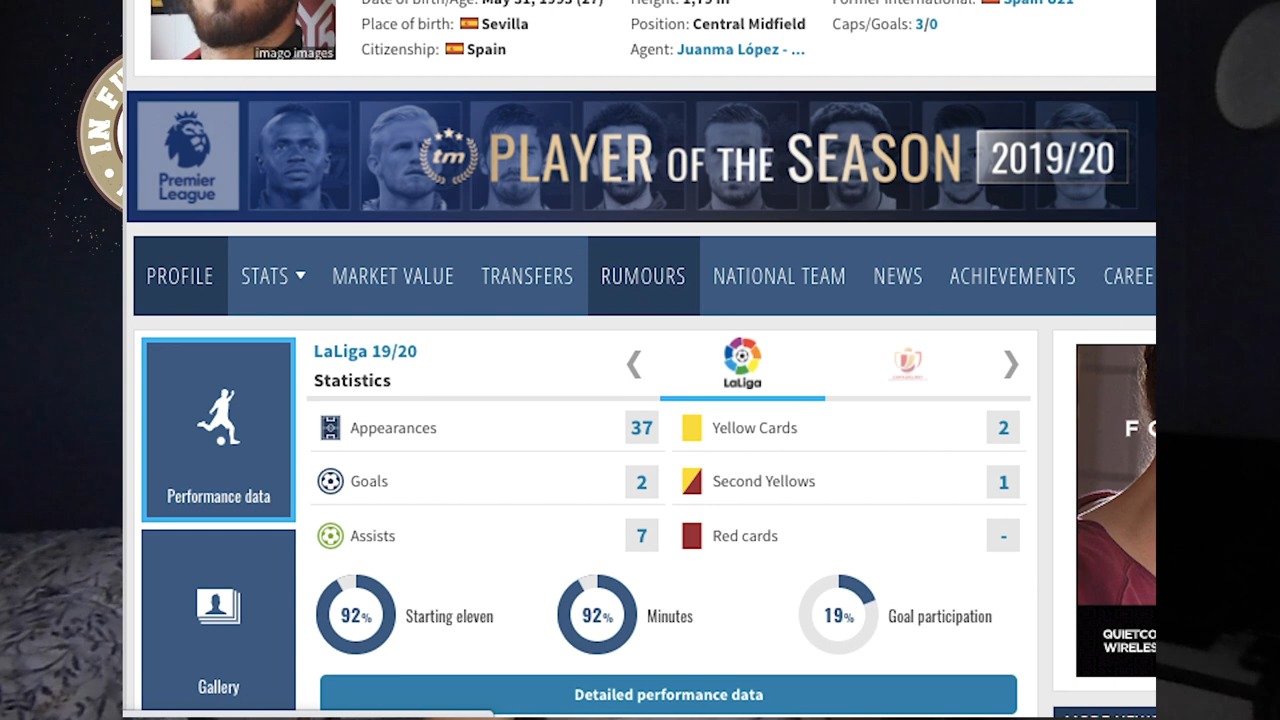 Date of birth/Age: May 31, 1993 (27)
Height: 1,79 m
Former International: Spain U21
Place of birth: Sevilla
Position: Central Midfield
Caps/Goals: 3/0
imago images
Citizenship: Spain
Agent: Juanma López - ...
IN FI
Premier
League
tm PLAYER OF THE SEASON 2019/20
PROFILE STATS MARKET VALUE TRANSFERS RUMOURS NATIONAL TEAM NEWS ACHIEVEMENTS CAREE
LaLiga 19/20
Statistics
LaLiga
Appearances 37
Yellow Cards 2
Goals 2
Second Yellows 1
Assists 7
Red cards -
Performance data
92% Starting eleven
92% Minutes
19% Goal participation
Gallery
Detailed performance data
F
QUIETCO
WIRELES